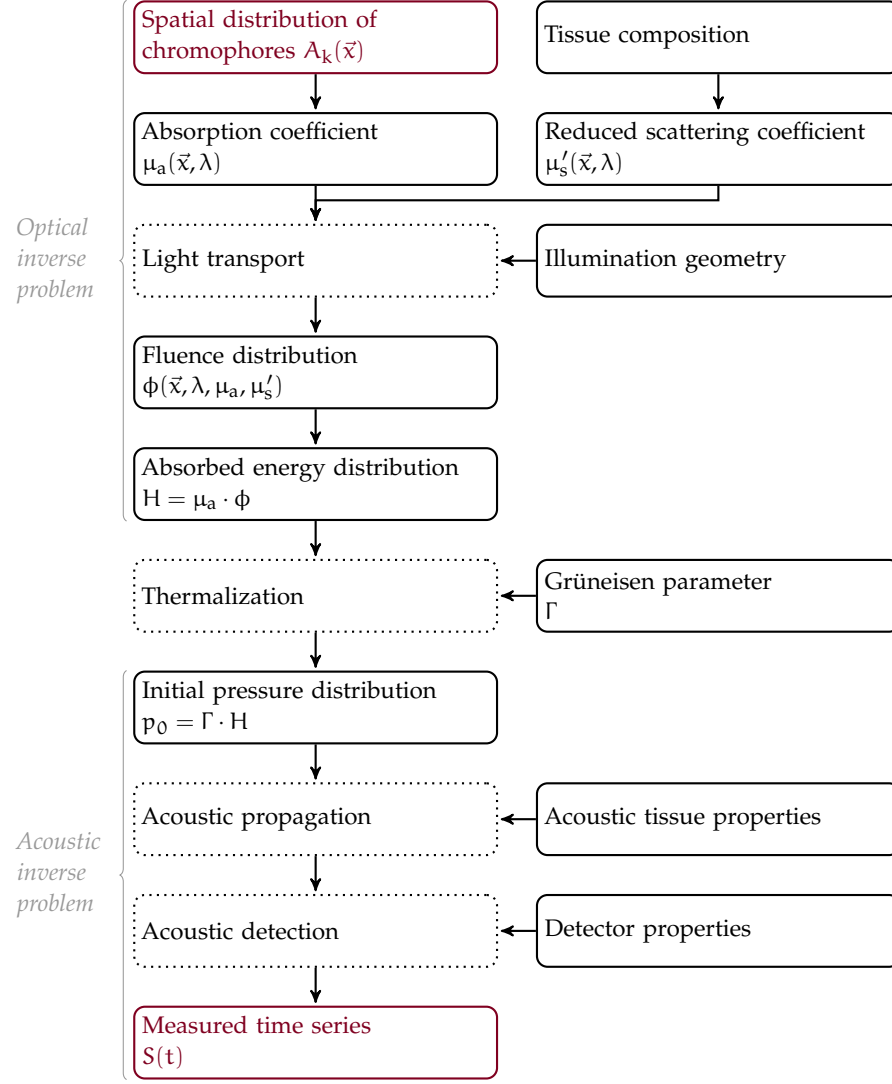 Spatial distribution of
chromophores A_k(x⃗)
Tissue composition
Absorption coefficient
μ_a(x⃗, λ)
Reduced scattering coefficient
μ′_s(x⃗, λ)
Optical
inverse
problem
Light transport
Illumination geometry
Fluence distribution
ϕ(x⃗, λ, μ_a, μ′_s)
Absorbed energy distribution
H = μ_a · ϕ
Thermalization
Grüneisen parameter
Γ
Initial pressure distribution
p_0 = Γ · H
Acoustic
inverse
problem
Acoustic propagation
Acoustic tissue properties
Acoustic detection
Detector properties
Measured time series
S(t)